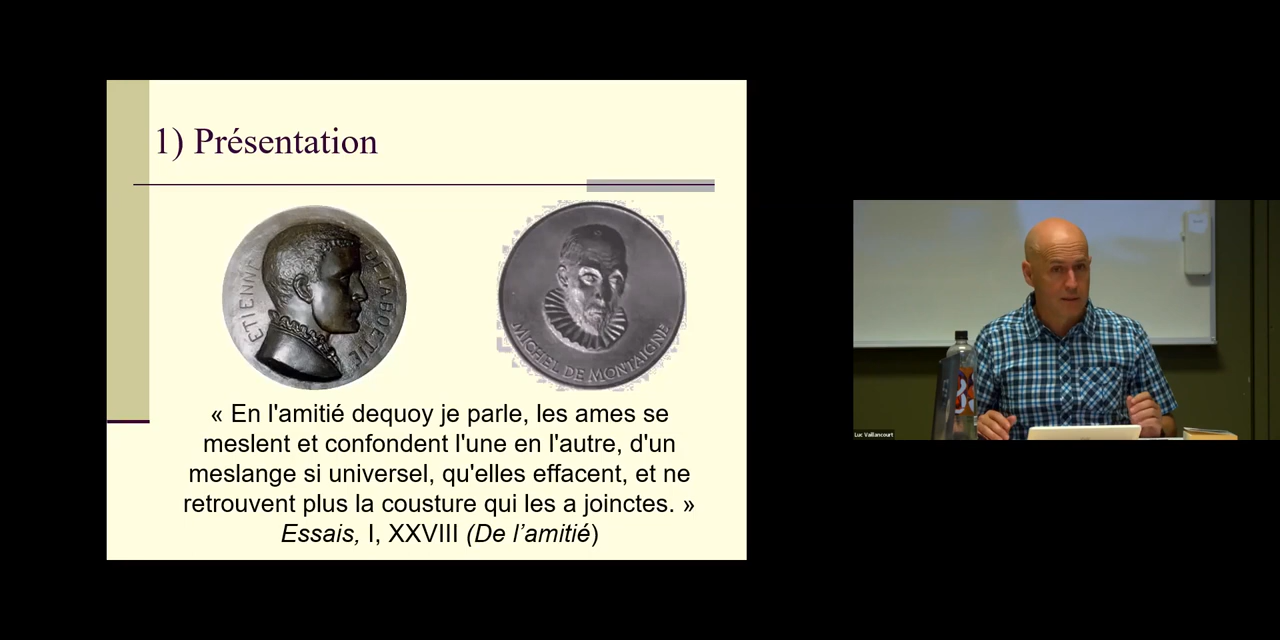 1) Présentation
ETIENNE DE LABOETIE
MICHEL DE MONTAIGNE
« En l'amitié dequoy je parle, les ames se
meslent et confondent l'une en l'autre, d'un
meslange si universel, qu'elles effacent, et ne
retrouvent plus la cousture qui les a joinctes. »
Essais, I, XXVIII (De l’amitié)
Luc Vaillancourt